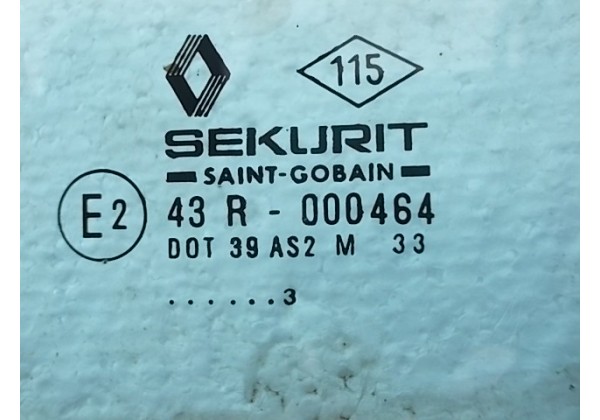 115
SEKURIT
SAINT-GOBAIN
E2 43 R - 000464
DOT 39 AS2 M 33
......3